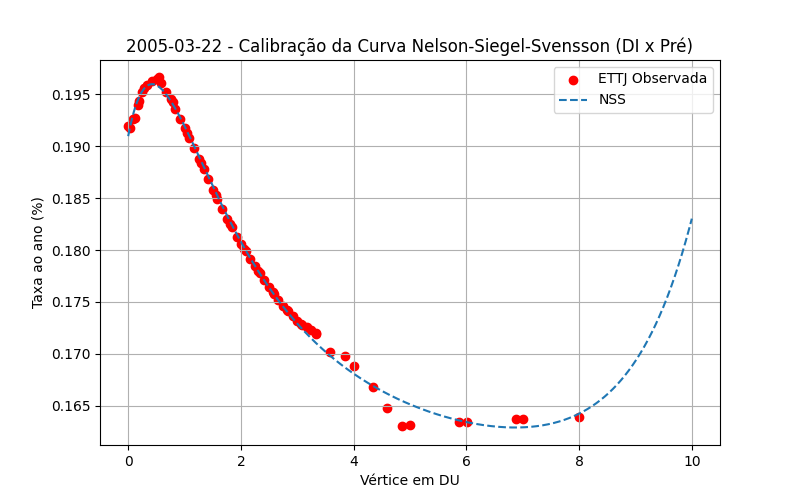 2005-03-22 - Calibração da Curva Nelson-Siegel-Svensson (DI x Pré)
ETTJ Observada
NSS
Taxa ao ano (%)
0.195
0.190
0.185
0.180
0.175
0.170
0.165
0 2 4 6 8 10
Vértice em DU